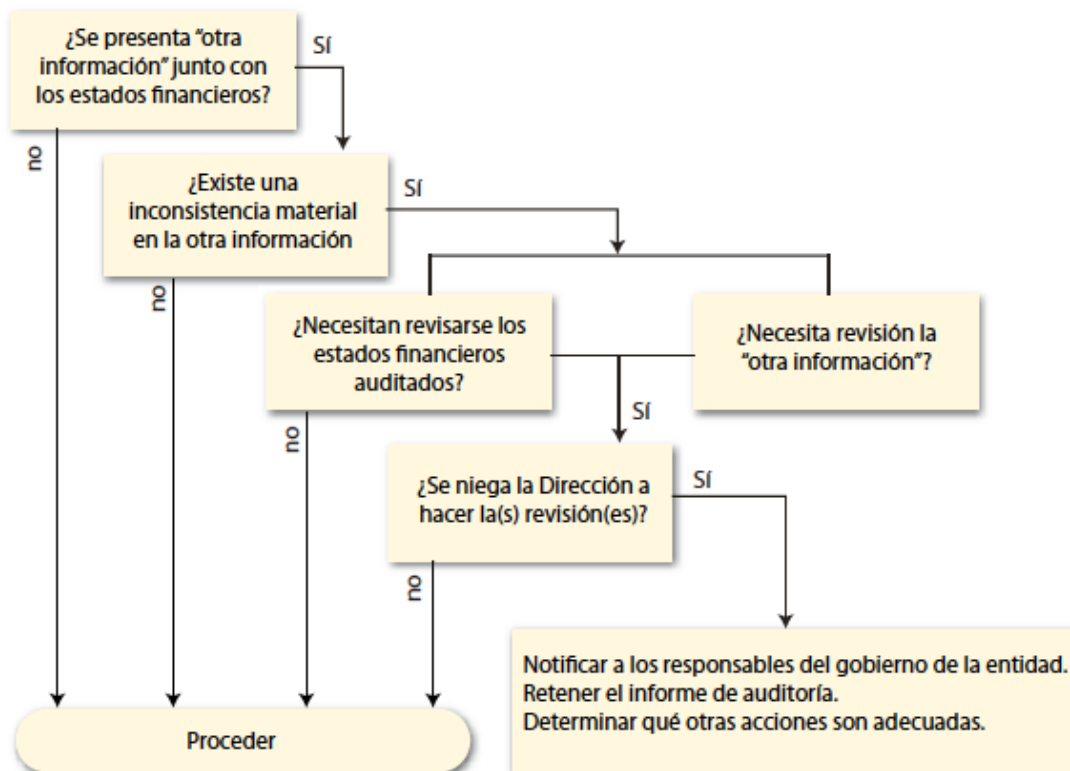 ¿Se presenta “otra
información” junto con
los estados financieros?
Sí
no
¿Existe una
inconsistencia material
en la otra información
Sí
no
¿Necesitan revisarse los
estados financieros
auditados?
¿Necesita revisión la
“otra información”?
Sí
no
¿Se niega la Dirección a
hacer la(s) revisión(es)?
Sí
no
Notificar a los responsables del gobierno de la entidad.
Retener el informe de auditoría.
Determinar qué otras acciones son adecuadas.
Proceder